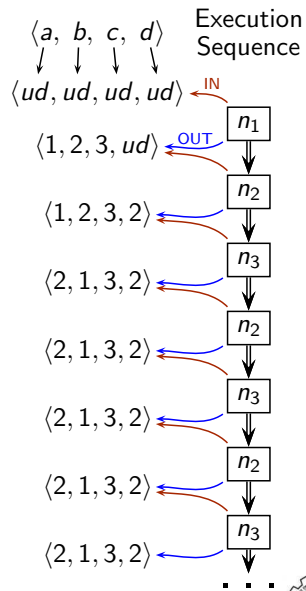 ⟨a, b, c, d⟩
Execution
Sequence
⟨ud, ud, ud, ud⟩
IN
n₁
⟨1, 2, 3, ud⟩
OUT
n₂
⟨1, 2, 3, 2⟩
n₃
⟨2, 1, 3, 2⟩
n₂
⟨2, 1, 3, 2⟩
n₃
⟨2, 1, 3, 2⟩
n₂
⟨2, 1, 3, 2⟩
n₃
⟨2, 1, 3, 2⟩
. . .